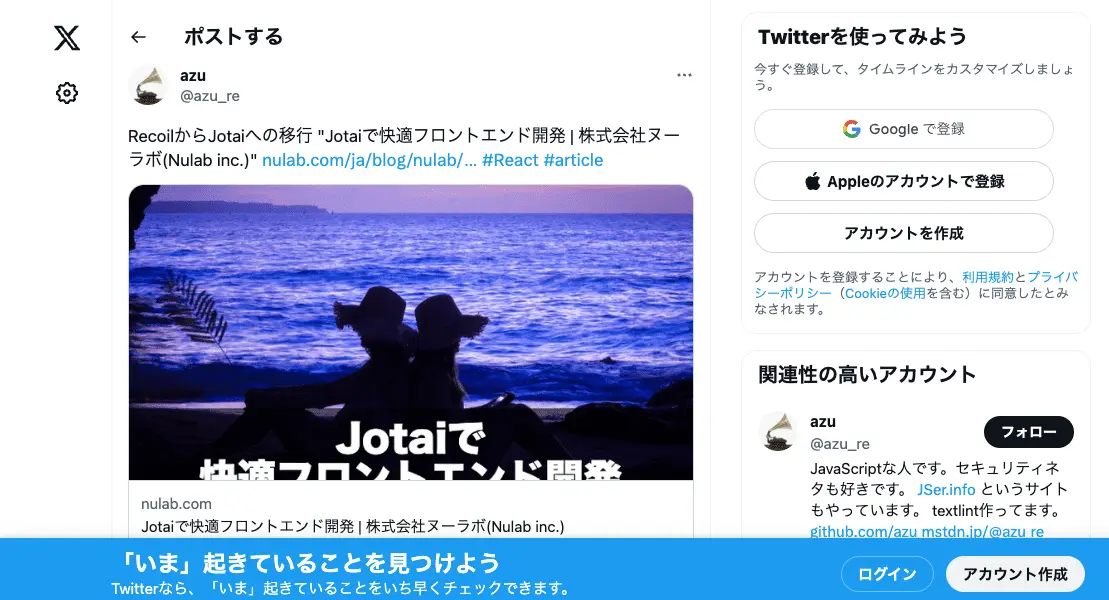 ポストする
azu
@azu_re
RecoilからJotaiへの移行 "Jotaiで快適フロントエンド開発 | 株式会社ヌー
ラボ(Nulab inc.)" nulab.com/ja/blog/nulab/... #React #article
Jotaiで
快適フロントエンド開発
nulab.com
Jotaiで快適フロントエンド開発 | 株式会社ヌーラボ(Nulab inc.)
Twitterを使ってみよう
今すぐ登録して、タイムラインをカスタマイズしましょ
う。
Google で登録
Appleのアカウントで登録
アカウントを作成
アカウントを登録することにより、利用規約とプライバ
シーポリシー（Cookieの使用を含む）に同意したとみ
なされます。
関連性の高いアカウント
azu
@azu_re
フォロー
JavaScriptな人です。セキュリティネ
タも好きです。 JSer.info というサイト
もやっています。 textlint作ってます。
github.com/azu mstdn.jp/@azu_re
「いま」起きていることを見つけよう
Twitterなら、「いま」起きていることをいち早くチェックできます。
ログイン
アカウント作成